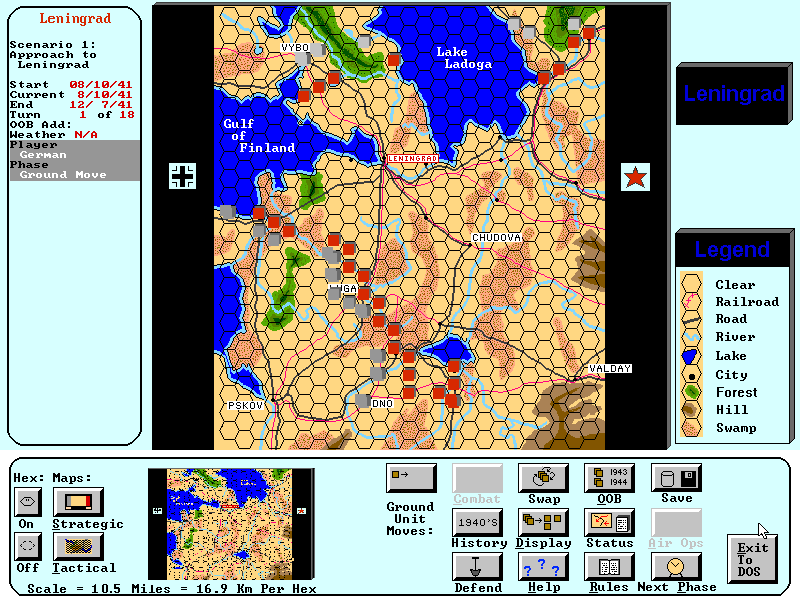 Leningrad
Scenario 1:
Approach to
Leningrad
Start 08/10/41
Current 8/10/41
End 12/ 7/41
Turn 1 of 18
OOB Add:
Weather N/A
Player
German
Phase
Ground Move
VYBO
Lake
Ladoga
Gulf
of
Finland
LENINGRAD
CHUDOVA
UGA
VALDAY
PSKOV
DNO
Leningrad
Legend
Clear
Railroad
Road
River
Lake
City
Forest
Hill
Swamp
Hex: Maps:
On
Strategic
Off
Tactical
Scale = 10.5 Miles = 16.9 Km Per Hex
Ground
Unit
Moves:
Combat
Swap
1943
1944
OOB
Save
1940'S
History
Display
Status
Air Ops
Defend
? ? ?
Help
Rules
Next Phase
Exit
To
DOS